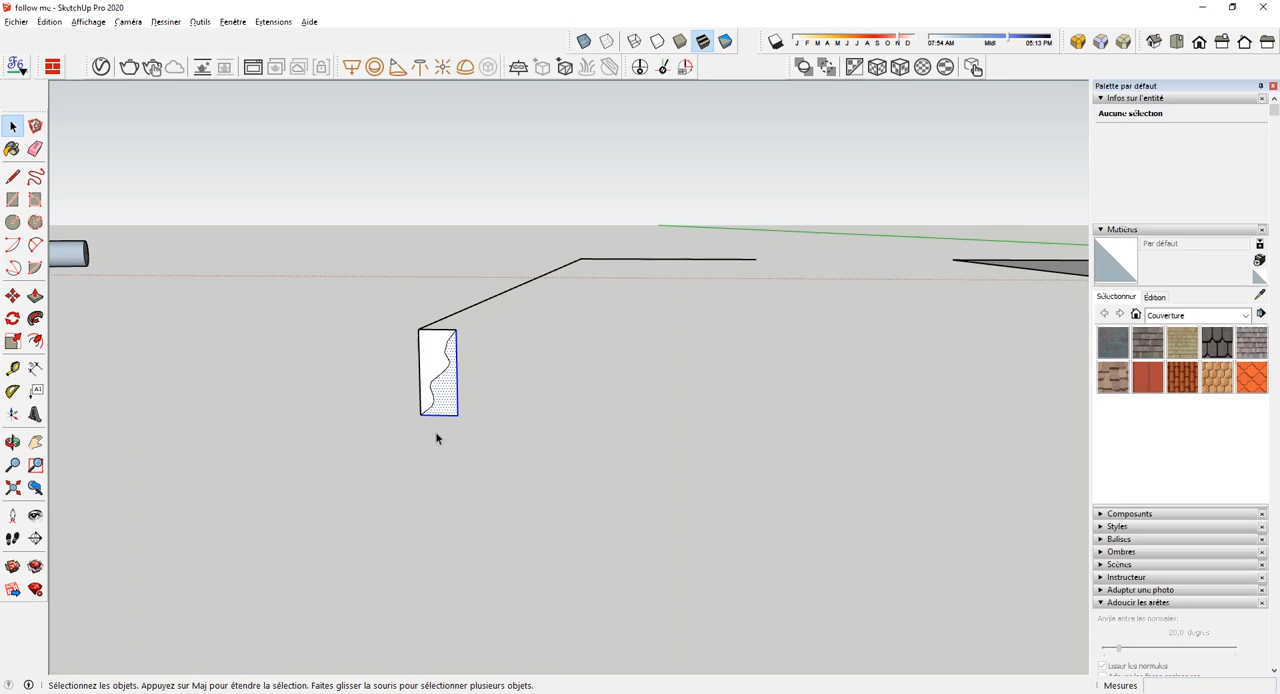 follow me - SketchUp Pro 2020
Fichier Édition Affichage Caméra Dessiner Outils Fenêtre Extensions Aide
J F M A M J J A S O N D
07:54 AM Midi 05:13 PM
Palette par défaut
Infos sur l'entité
Aucune sélection
Matières
Par défaut
Sélectionner Édition
Couverture
Composants
Styles
Balises
Ombres
Scènes
Instructeur
Adapter une photo
Adoucir les arêtes
Angle entre les normales:
20,0 degrés
Lisser les normales
Sélectionnez les objets. Appuyez sur Maj pour étendre la sélection. Faites glisser la souris pour sélectionner plusieurs objets.
Mesures